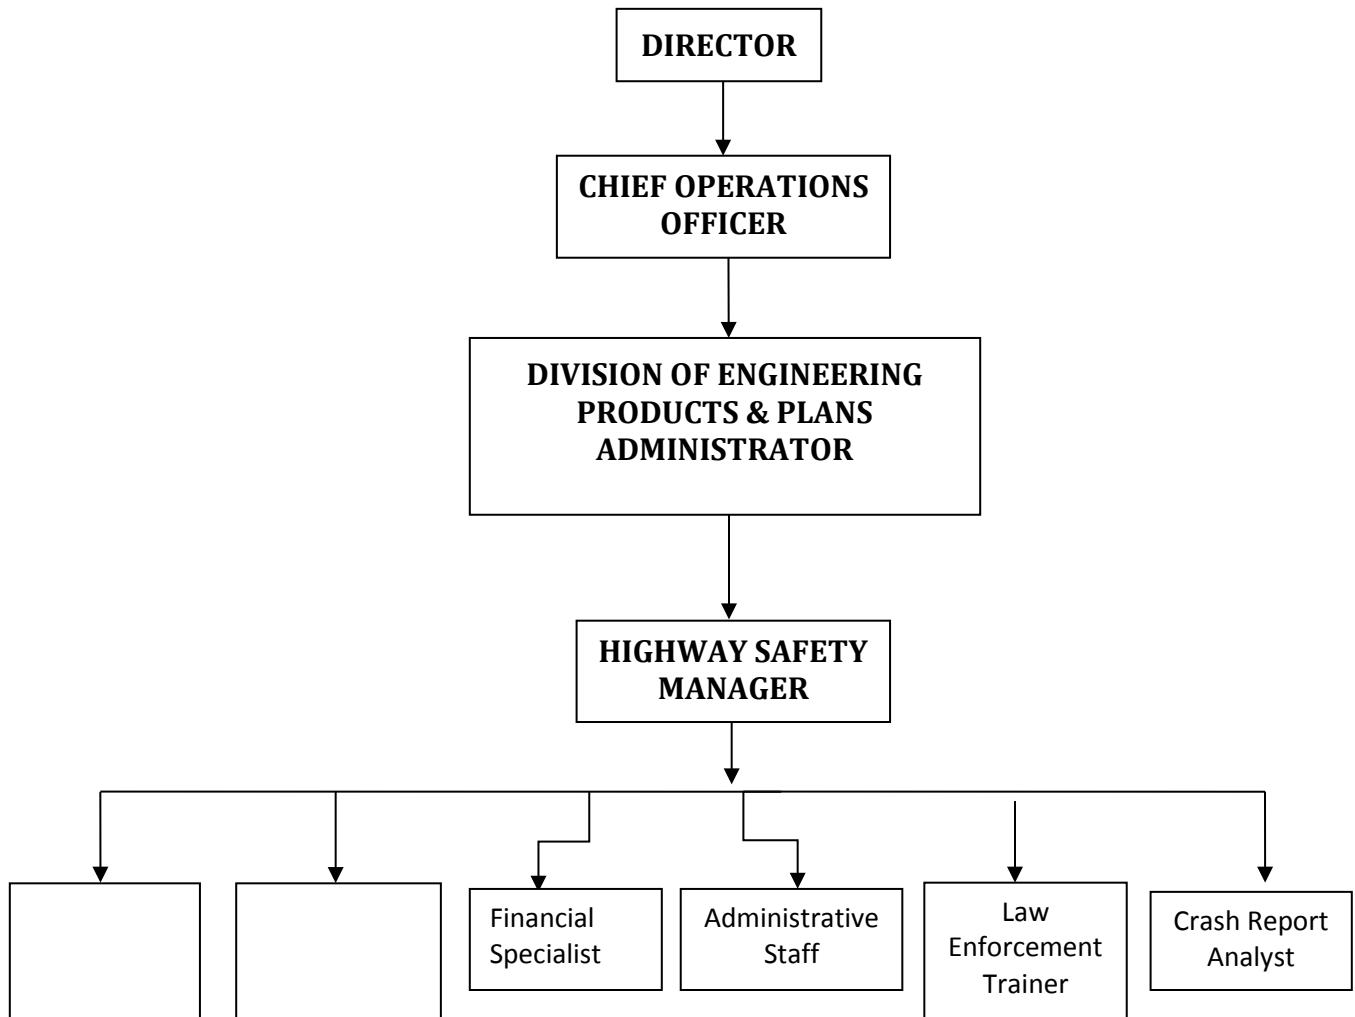 DIRECTOR
CHIEF OPERATIONS
OFFICER
DIVISION OF ENGINEERING
PRODUCTS & PLANS
ADMINISTRATOR
HIGHWAY SAFETY
MANAGER
Financial
Specialist
Administrative
Staff
Law
Enforcement
Trainer
Crash Report
Analyst